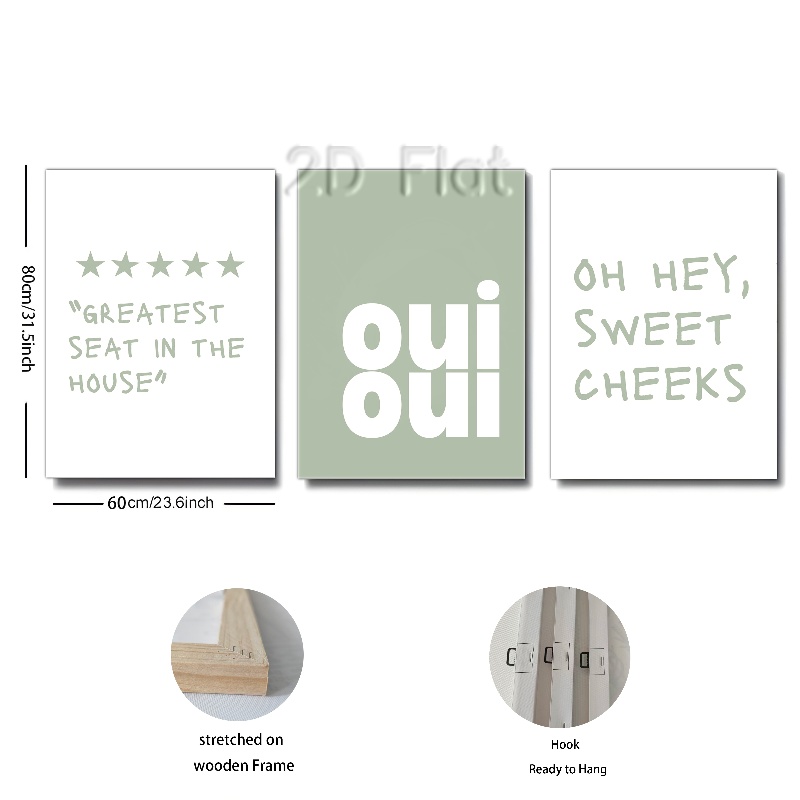 2D Flat
80cm/31.5inch
★★★★★
"GREATEST
SEAT IN THE
HOUSE"
oui
oui
OH HEY,
SWEET
CHEEKS
60cm/23.6inch
stretched on
wooden Frame
Hook
Ready to Hang